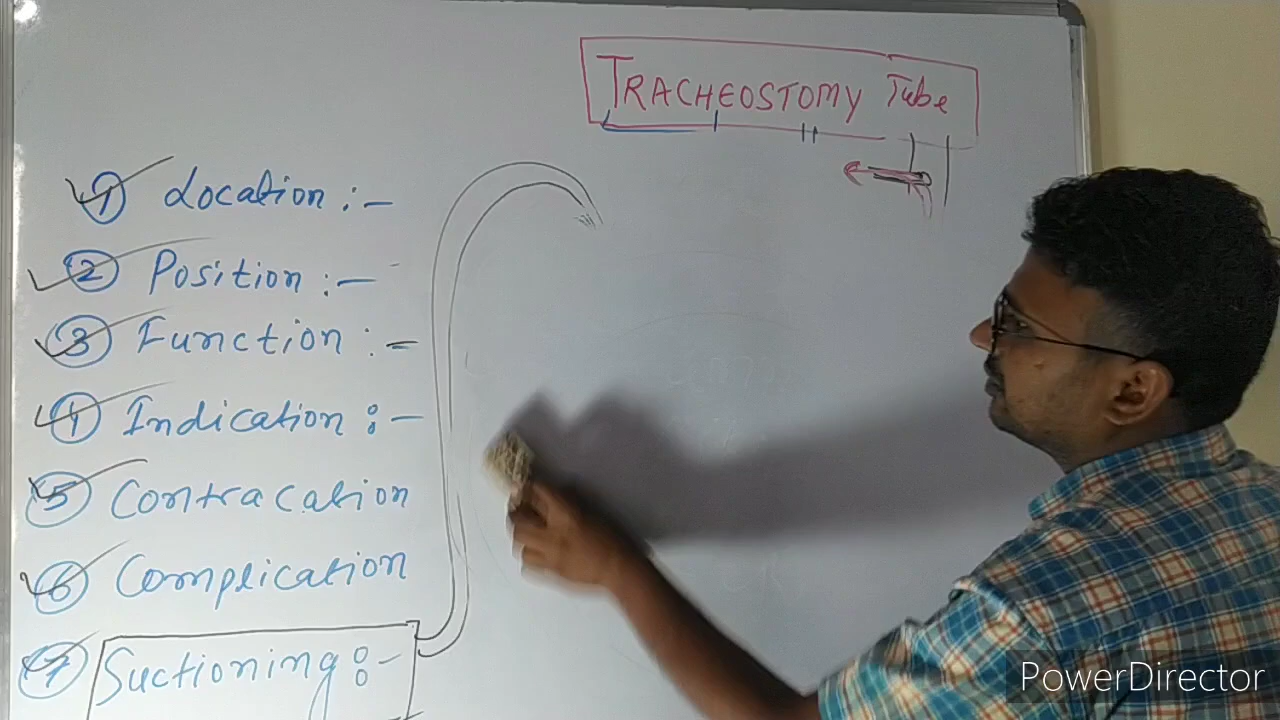 TRACHEOSTOMY Tube
1 Location :-
2 Position :-
3 Function :-
4 Indication :-
5 Contracation
6 Complication
7 Suctioning :-
PowerDirector